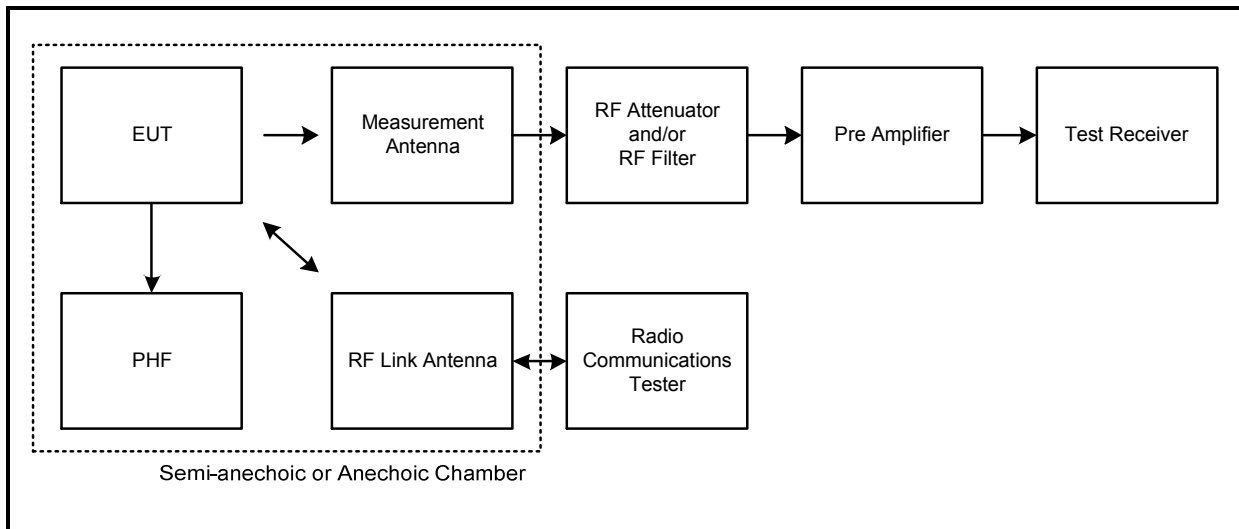 EUT
Measurement
Antenna
RF Attenuator
and/or
RF Filter
Pre Amplifier
Test Receiver
PHF
RF Link Antenna
Radio
Communications
Tester
Semi-anechoic or Anechoic Chamber